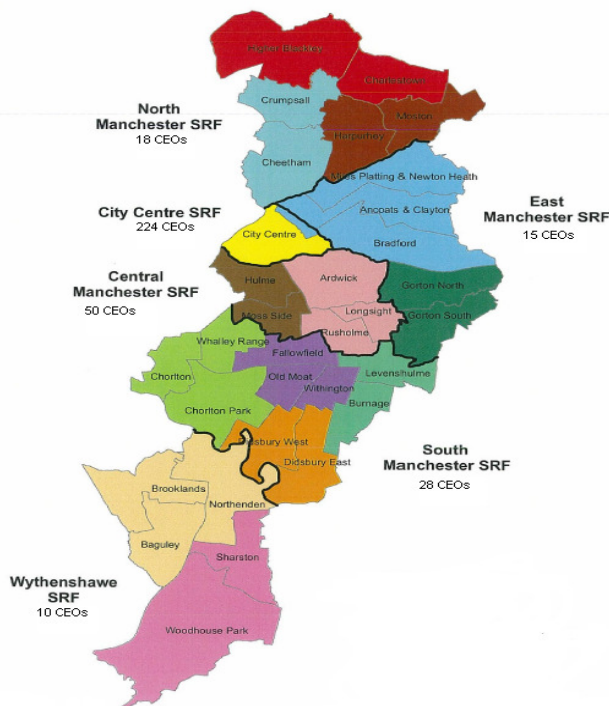 Higher Blackley
Charlestown
Crumpsall
North
Manchester SRF
18 CEOs
Moston
Harpurhey
Cheetham
Miles Platting & Newton Heath
City Centre SRF
224 CEOs
Ancoats & Clayton
East
Manchester SRF
15 CEOs
City Centre
Bradford
Central
Manchester SRF
50 CEOs
Hulme
Ardwick
Gorton North
Moss Side
Longsight
Gorton South
Rusholme
Whalley Range
Fallowfield
Levenshulme
Chorlton
Old Moat
Withington
Burnage
Chorlton Park
Didsbury West
Didsbury East
South
Manchester SRF
28 CEOs
Brooklands
Northenden
Baguley
Sharston
Wythenshawe
SRF
10 CEOs
Woodhouse Park